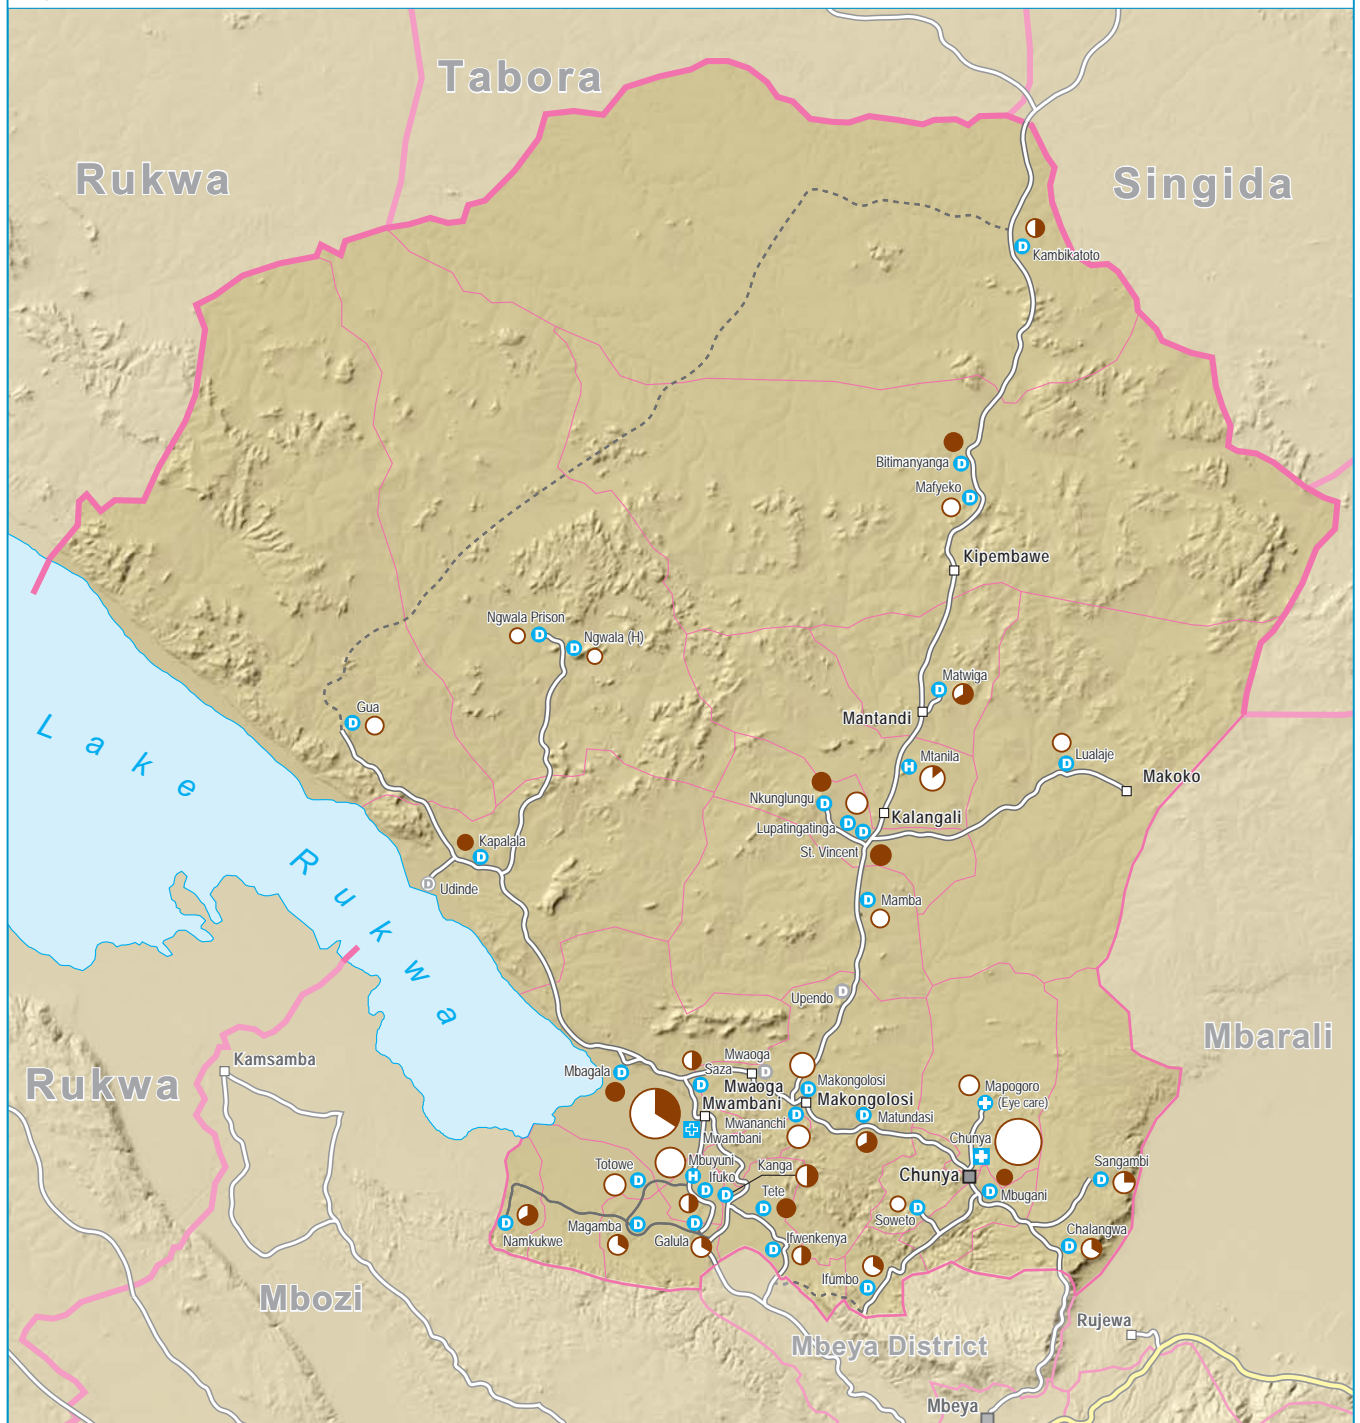 Tabora
Rukwa
Singida
D
Kambikatoto
Bitimanyanga
D
Mafyeko
D
Kipembawe
Ngwala Prison
D
D
Ngwala (H)
Matwiga
D
Gua
D
Mantandi
Lake Rukwa
H
Mtanila
Lualaje
D
Makoko
Nkunglungu
D
Kalangali
Lupatingatinga
D
D
St. Vincent
Kapalala
D
D
Udinde
D
Mamba
Upendo
D
Mbarali
Kamsamba
Rukwa
Mbagala
D
Saza
D
Mwaoga
D
Mwaoga
D
Makongolosi
Makongolosi
Mapogoro
(Eye care)
Mwambani
Mwambani
Mwananchi
D
D
Matundasi
Chunya
Chunya
Totowe
D
Mbuyuni
H
Ifuko
D
D
Kanga
Tete
D
D
Mbugani
Sangambi
D
Soweto
D
D
Namkukwe
Magamba
D
Galula
D
Ifwenkenya
D
Chalangwa
D
Ifumbo
D
Mbozi
Mbeya District
Rujewa
Mbeya